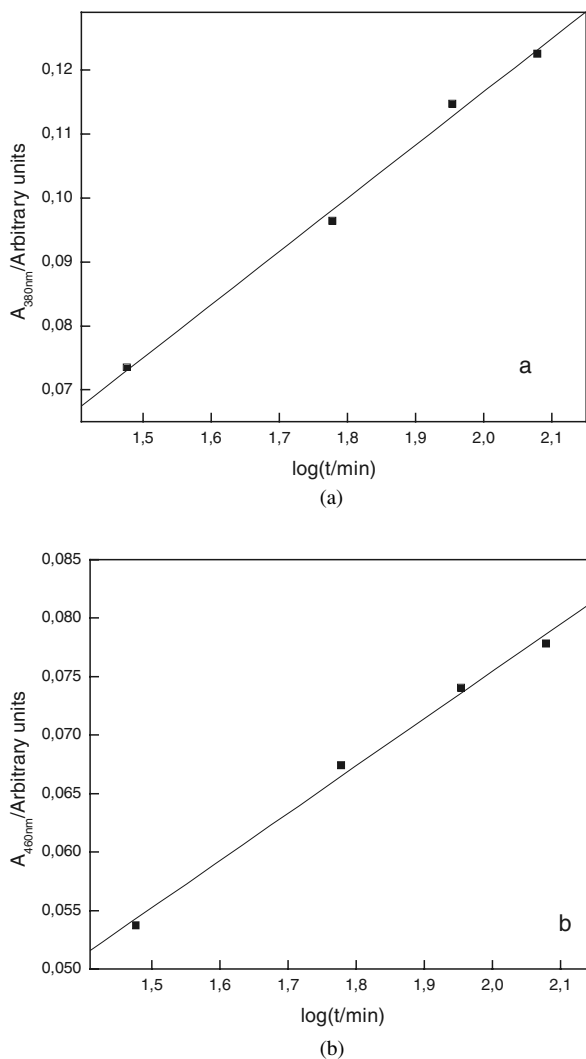 0,12
0,11
0,10
0,09
0,08
0,07
A380nm/Arbitrary units
a
1,5 1,6 1,7 1,8 1,9 2,0 2,1
log(t/min)
(a)
0,085
0,080
0,075
0,070
0,065
0,060
0,055
0,050
A460nm/Arbitrary units
b
1,5 1,6 1,7 1,8 1,9 2,0 2,1
log(t/min)
(b)